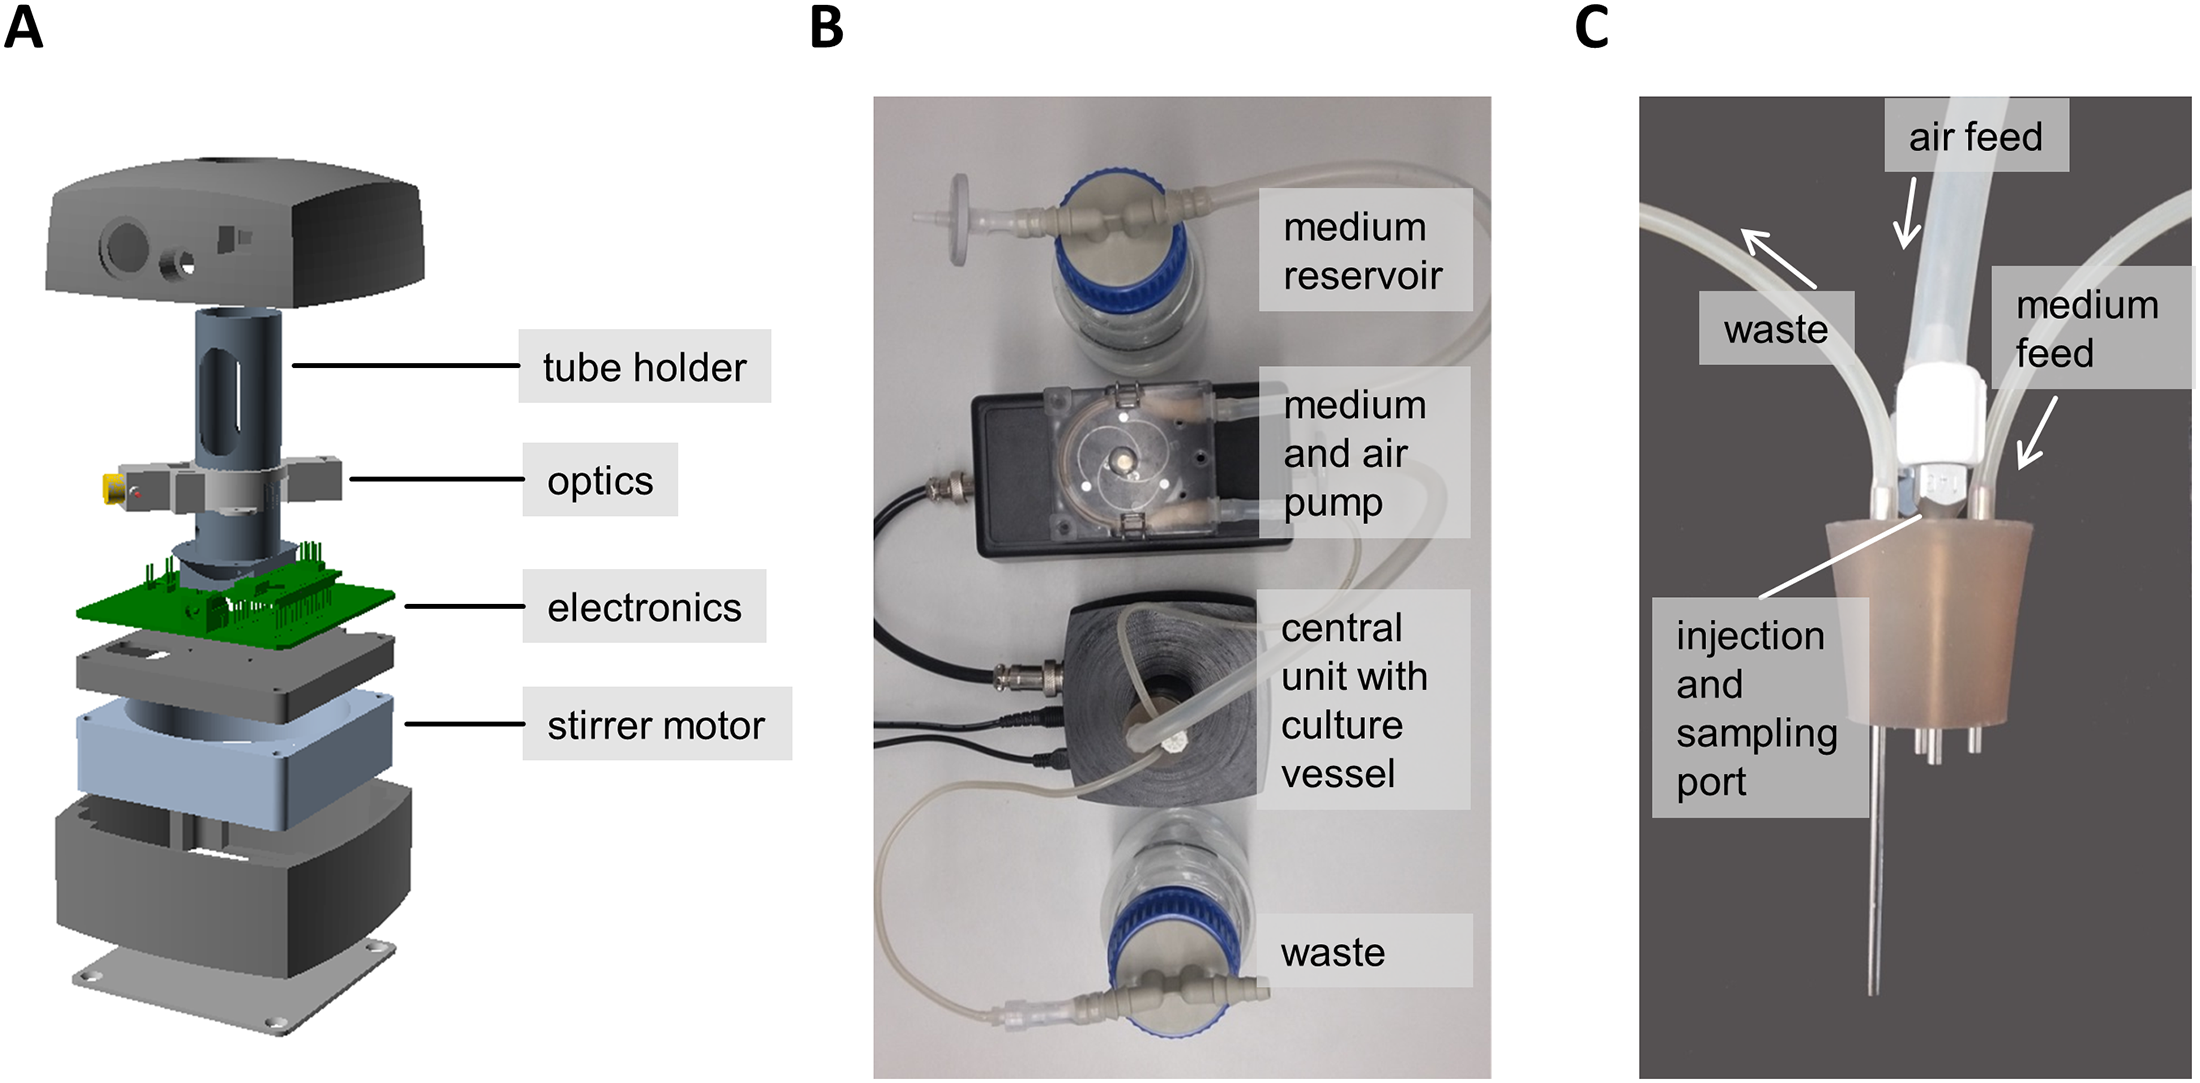 A
tube holder
optics
electronics
stirrer motor
B
medium
reservoir
medium
and air
pump
central
unit with
culture
vessel
waste
C
air feed
waste
medium
feed
injection
and
sampling
port